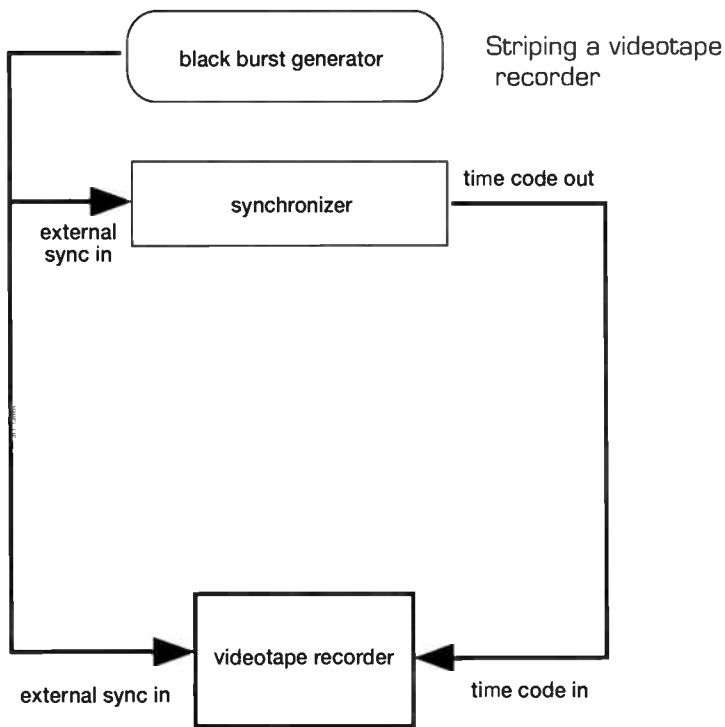 Striping a videotape
recorder
black burst generator
synchronizer
time code out
external
sync in
videotape recorder
external sync in
time code in